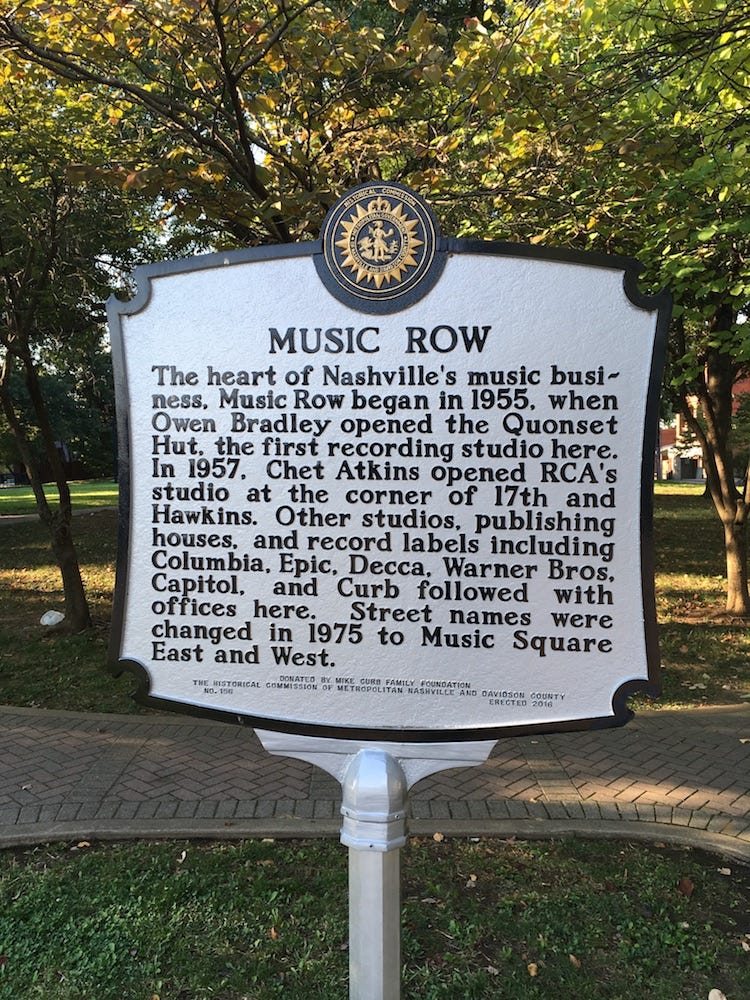 HISTORICAL COMMISSION
MUSIC ROW
The heart of Nashville's music busi-
ness, Music Row began in 1955, when
Owen Bradley opened the Quonset
Hut, the first recording studio here.
In 1957, Chet Atkins opened RCA's
studio at the corner of 17th and
Hawkins. Other studios, publishing
houses, and record labels including
Columbia, Epic, Decca, Warner Bros,
Capitol, and Curb followed with
offices here. Street names were
changed in 1975 to Music Square
East and West.
DONATED BY MIKE CURB FAMILY FOUNDATION
THE HISTORICAL COMMISSION OF METROPOLITAN NASHVILLE AND DAVIDSON COUNTY
NO. 156 ERECTED 2016